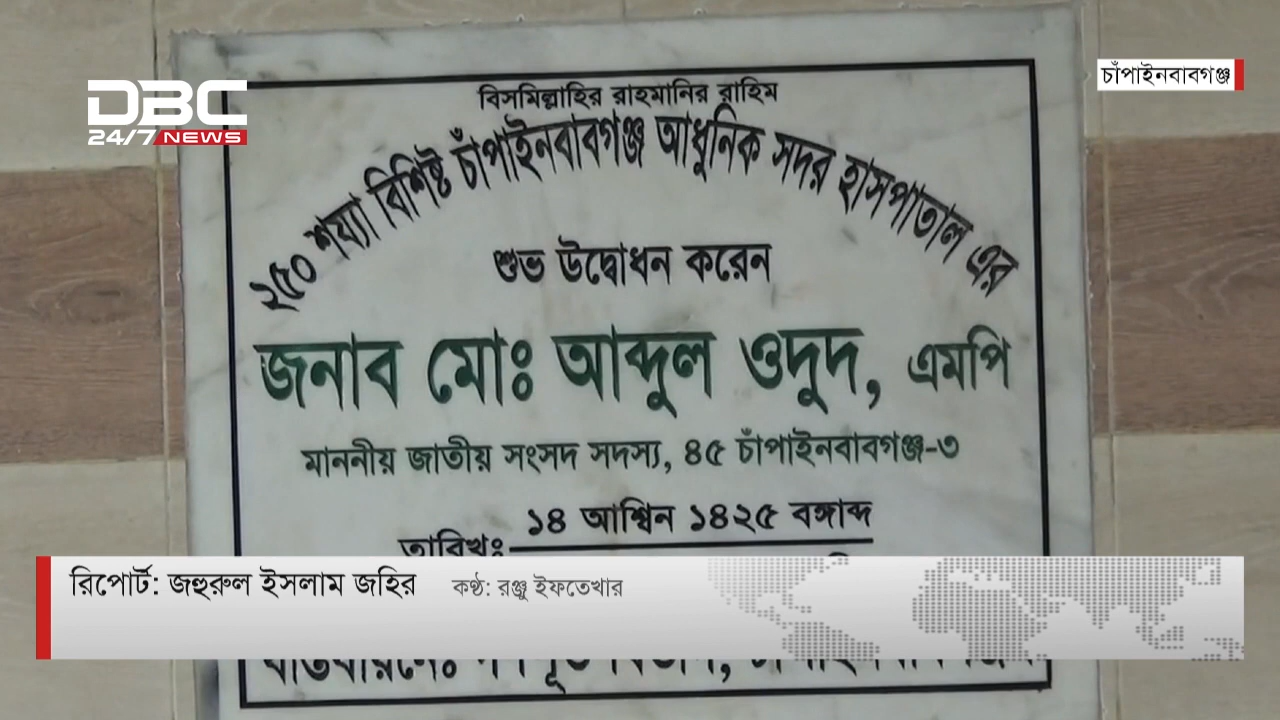 DBC
24/7 NEWS
চাঁপাইনবাবগঞ্জ
বিসমিল্লাহির রাহমানির রাহিম
২৫০ শয্যা বিশিষ্ট চাঁপাইনবাবগঞ্জ আধুনিক সদর হাসপাতাল এর
শুভ উদ্বোধন করেন
জনাব মোঃ আব্দুল ওদুদ, এমপি
মাননীয় জাতীয় সংসদ সদস্য, ৪৫ চাঁপাইনবাবগঞ্জ-৩
১৪ আশ্বিন ১৪২৫ বঙ্গাব্দ
তারিখঃ
রিপোর্ট: জহুরুল ইসলাম জহির
কণ্ঠ: রঞ্জু ইফতেখার